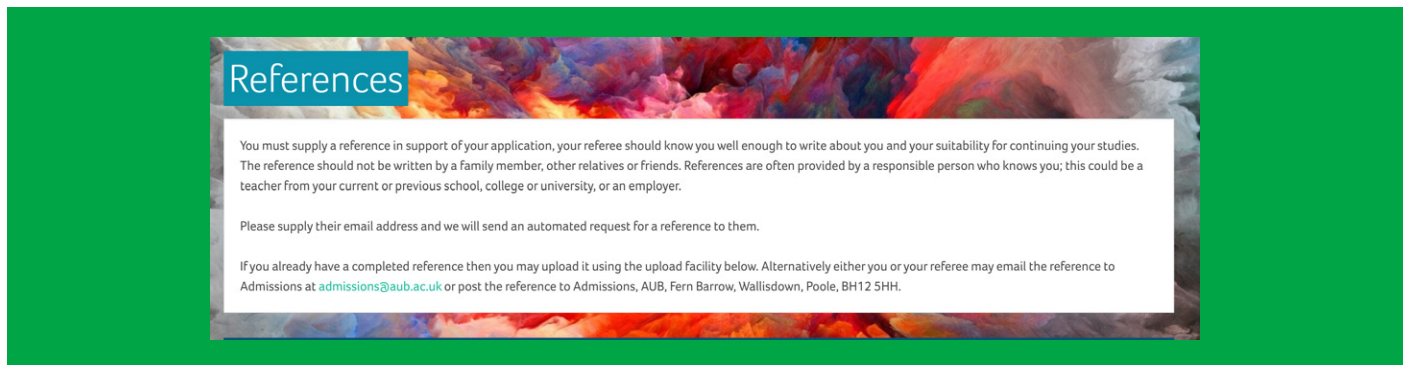 References
You must supply a reference in support of your application, your referee should know you well enough to write about you and your suitability for continuing your studies.
The reference should not be written by a family member, other relatives or friends. References are often provided by a responsible person who knows you; this could be a
teacher from your current or previous school, college or university, or an employer.
Please supply their email address and we will send an automated request for a reference to them.
If you already have a completed reference then you may upload it using the upload facility below. Alternatively either you or your referee may email the reference to
Admissions at admissions@aub.ac.uk or post the reference to Admissions, AUB, Fern Barrow, Wallisdown, Poole, BH12 5HH.